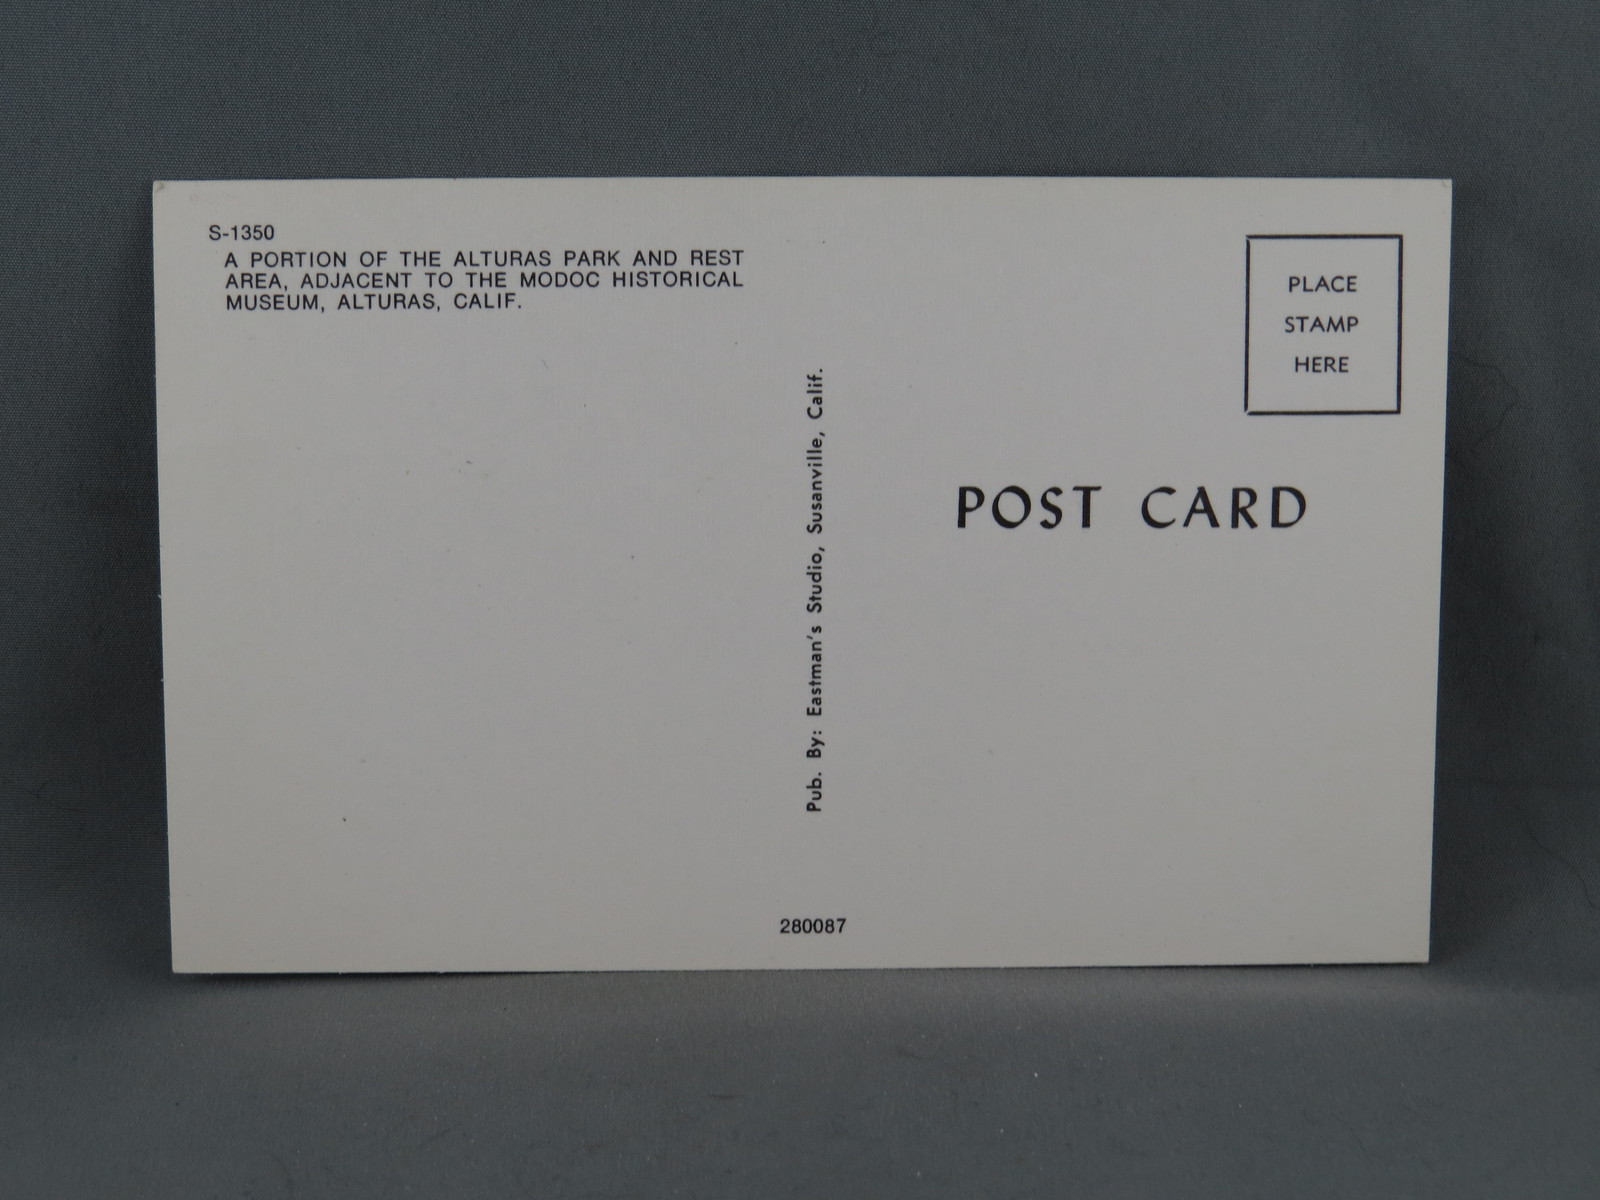 S-1350
A PORTION OF THE ALTURAS PARK AND REST
AREA, ADJACENT TO THE MODOC HISTORICAL
MUSEUM, ALTURAS, CALIF.
Pub. By: Eastman's Studio, Susanville, Calif.
280087
PLACE
STAMP
HERE
POST CARD